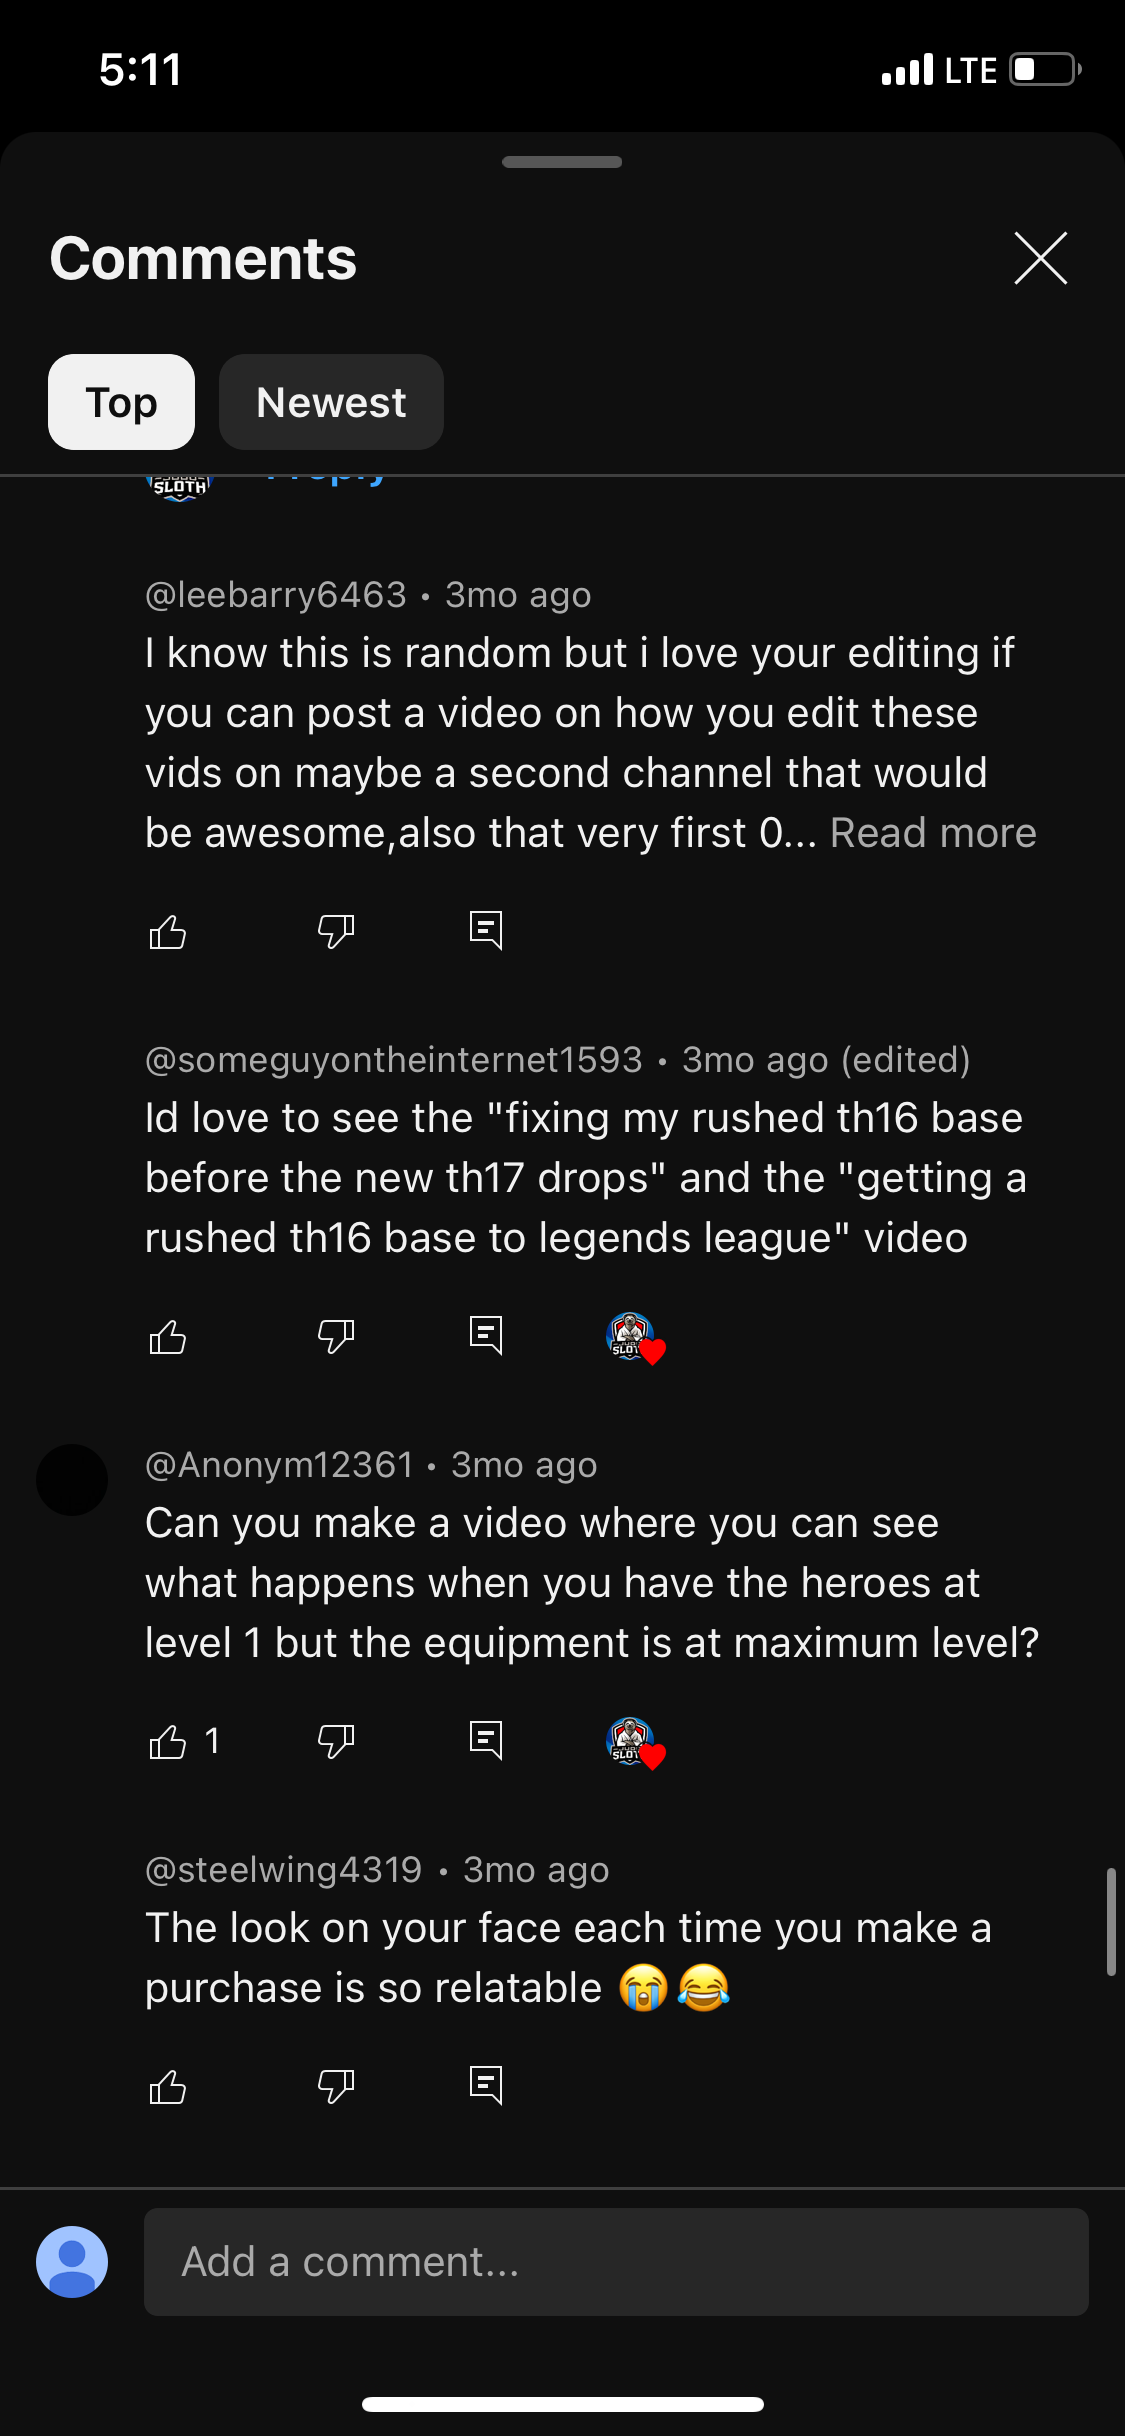 5:11
LTE
Comments
Top
Newest
SLOTH
@leebarry6463 • 3mo ago
I know this is random but i love your editing if
you can post a video on how you edit these
vids on maybe a second channel that would
be awesome,also that very first 0... Read more
@someguyontheinternet1593 • 3mo ago (edited)
Id love to see the "fixing my rushed th16 base
before the new th17 drops" and the "getting a
rushed th16 base to legends league" video
@Anonym12361 • 3mo ago
Can you make a video where you can see
what happens when you have the heroes at
level 1 but the equipment is at maximum level?
1
@steelwing4319 • 3mo ago
The look on your face each time you make a
purchase is so relatable 😭😂
Add a comment...